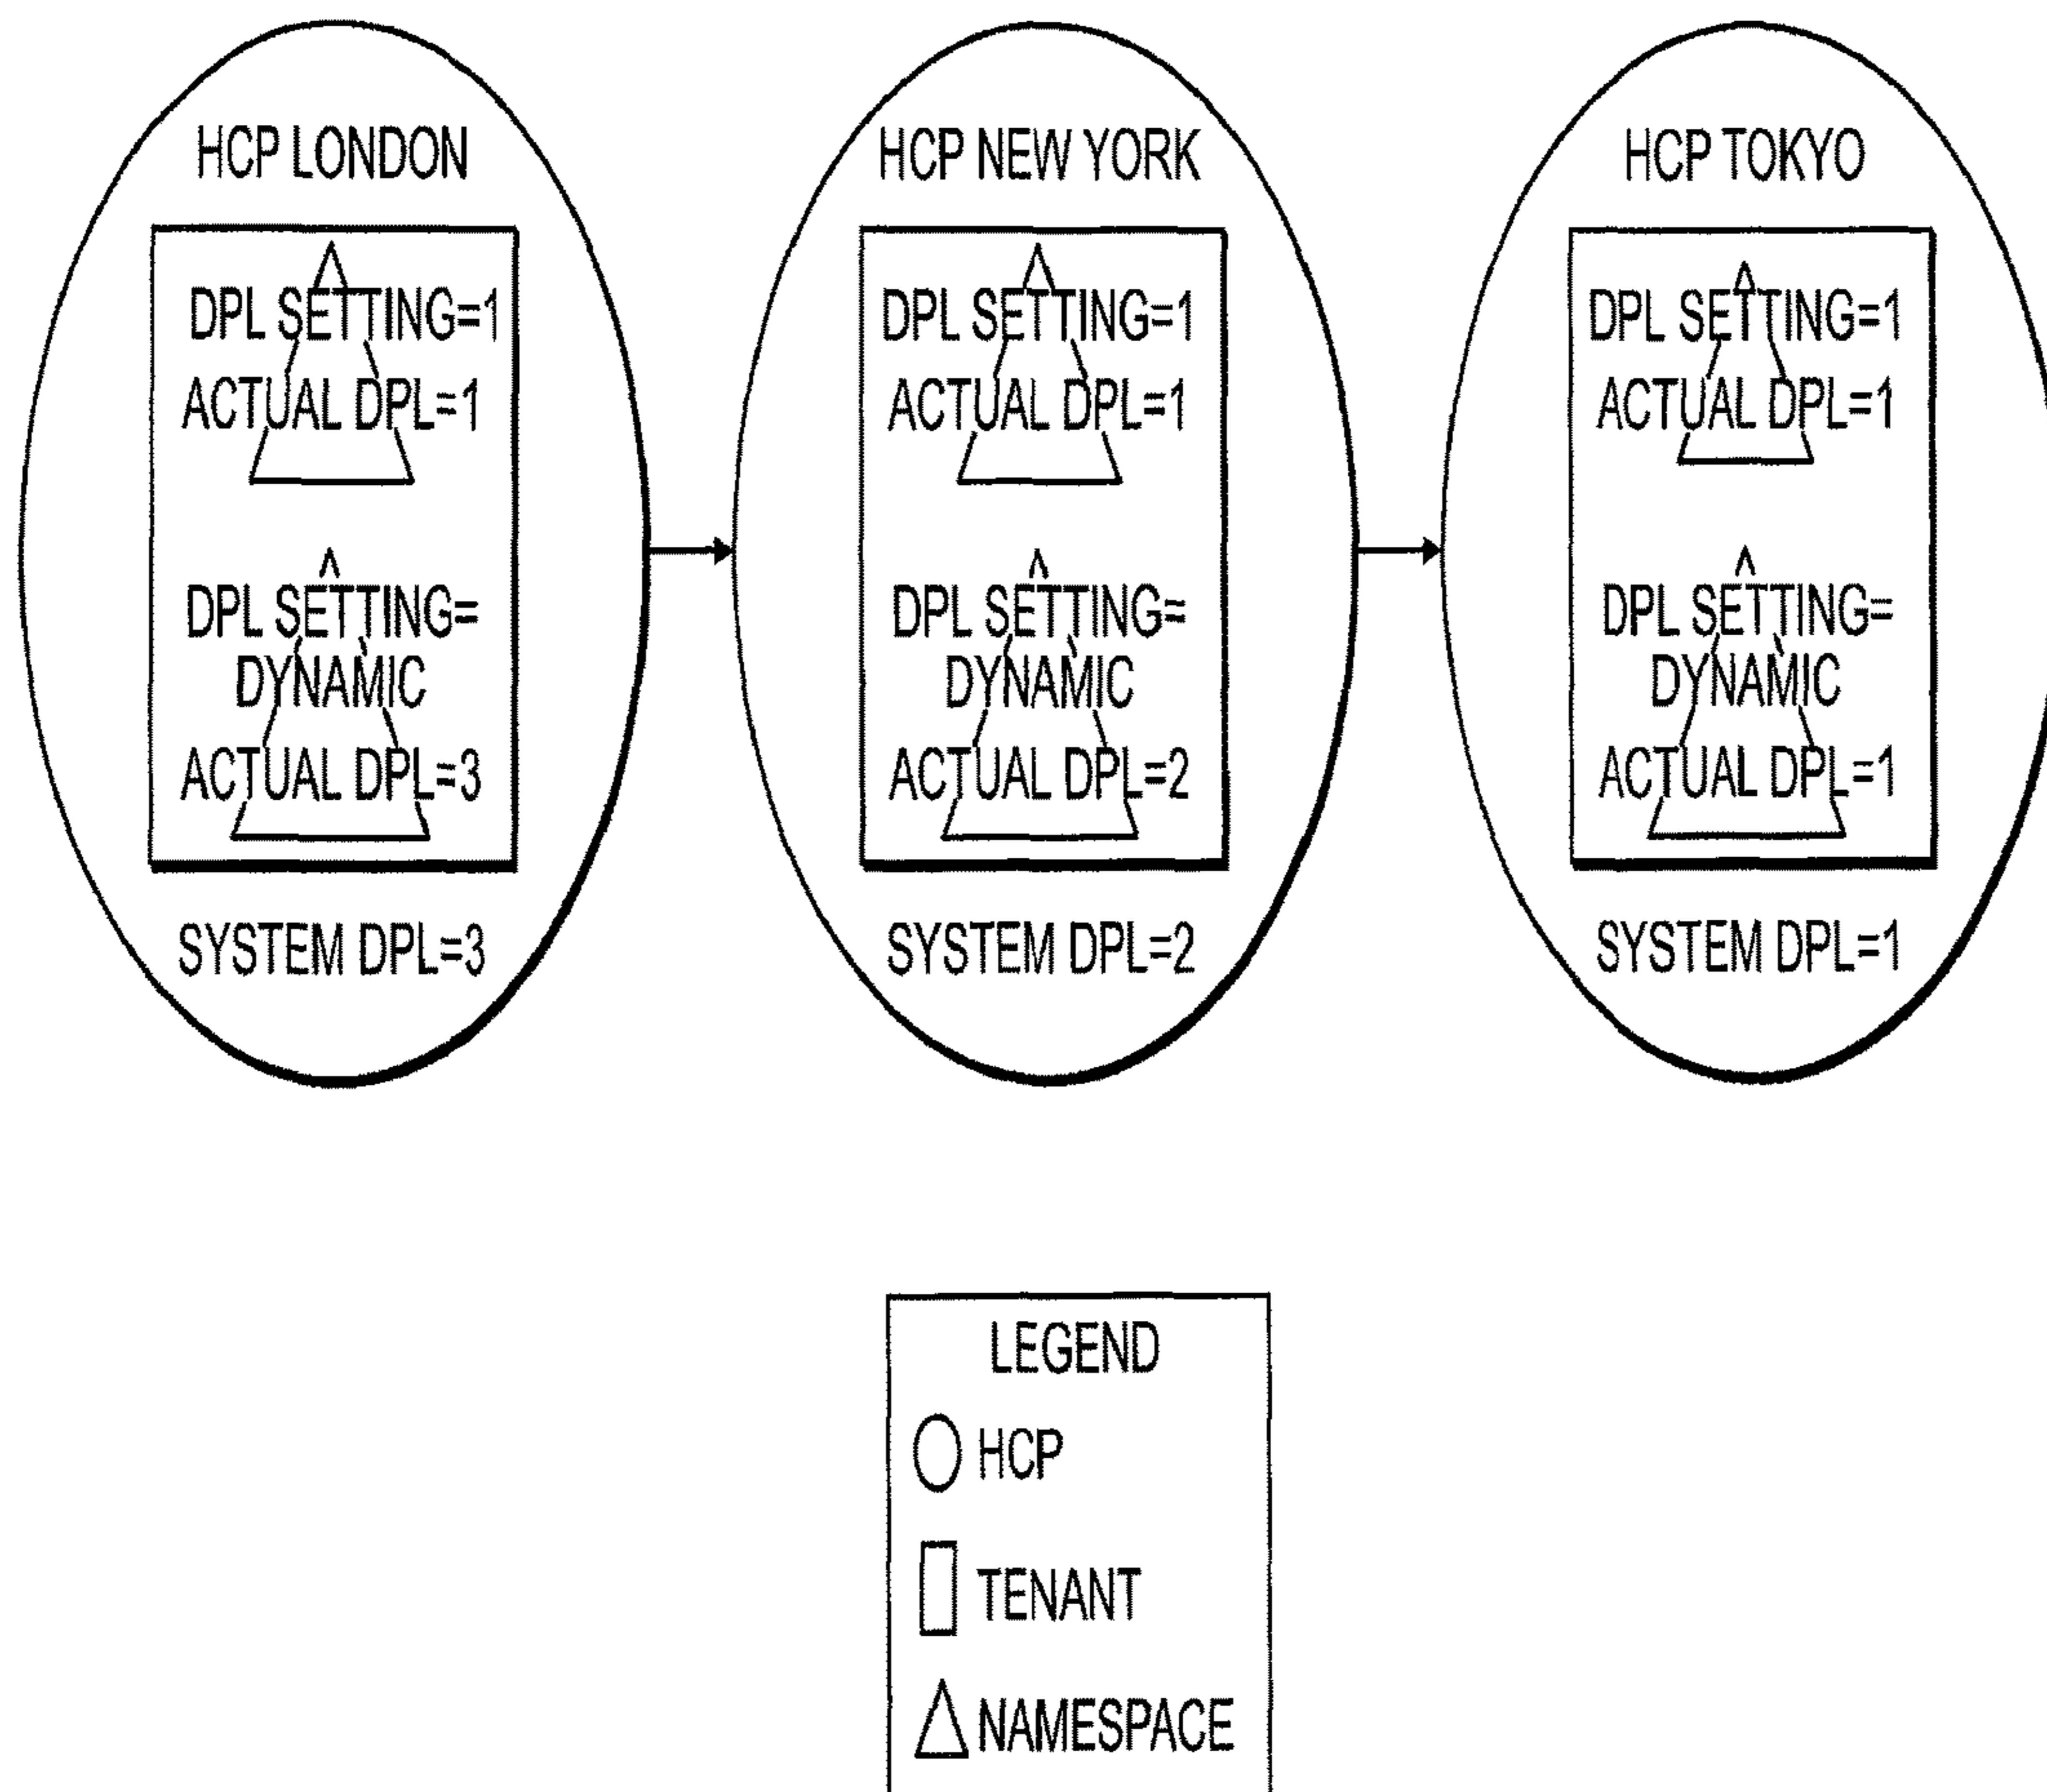 HCP LONDON
DPL SETTING=1
ACTUAL DPL=1
DPL SETTING=
DYNAMIC
ACTUAL DPL=3
SYSTEM DPL=3
HCP NEW YORK
DPL SETTING=1
ACTUAL DPL=1
DPL SETTING=
DYNAMIC
ACTUAL DPL=2
SYSTEM DPL=2
HCP TOKYO
DPL SETTING=1
ACTUAL DPL=1
DPL SETTING=
DYNAMIC
ACTUAL DPL=1
SYSTEM DPL=1
LEGEND
HCP
TENANT
NAMESPACE